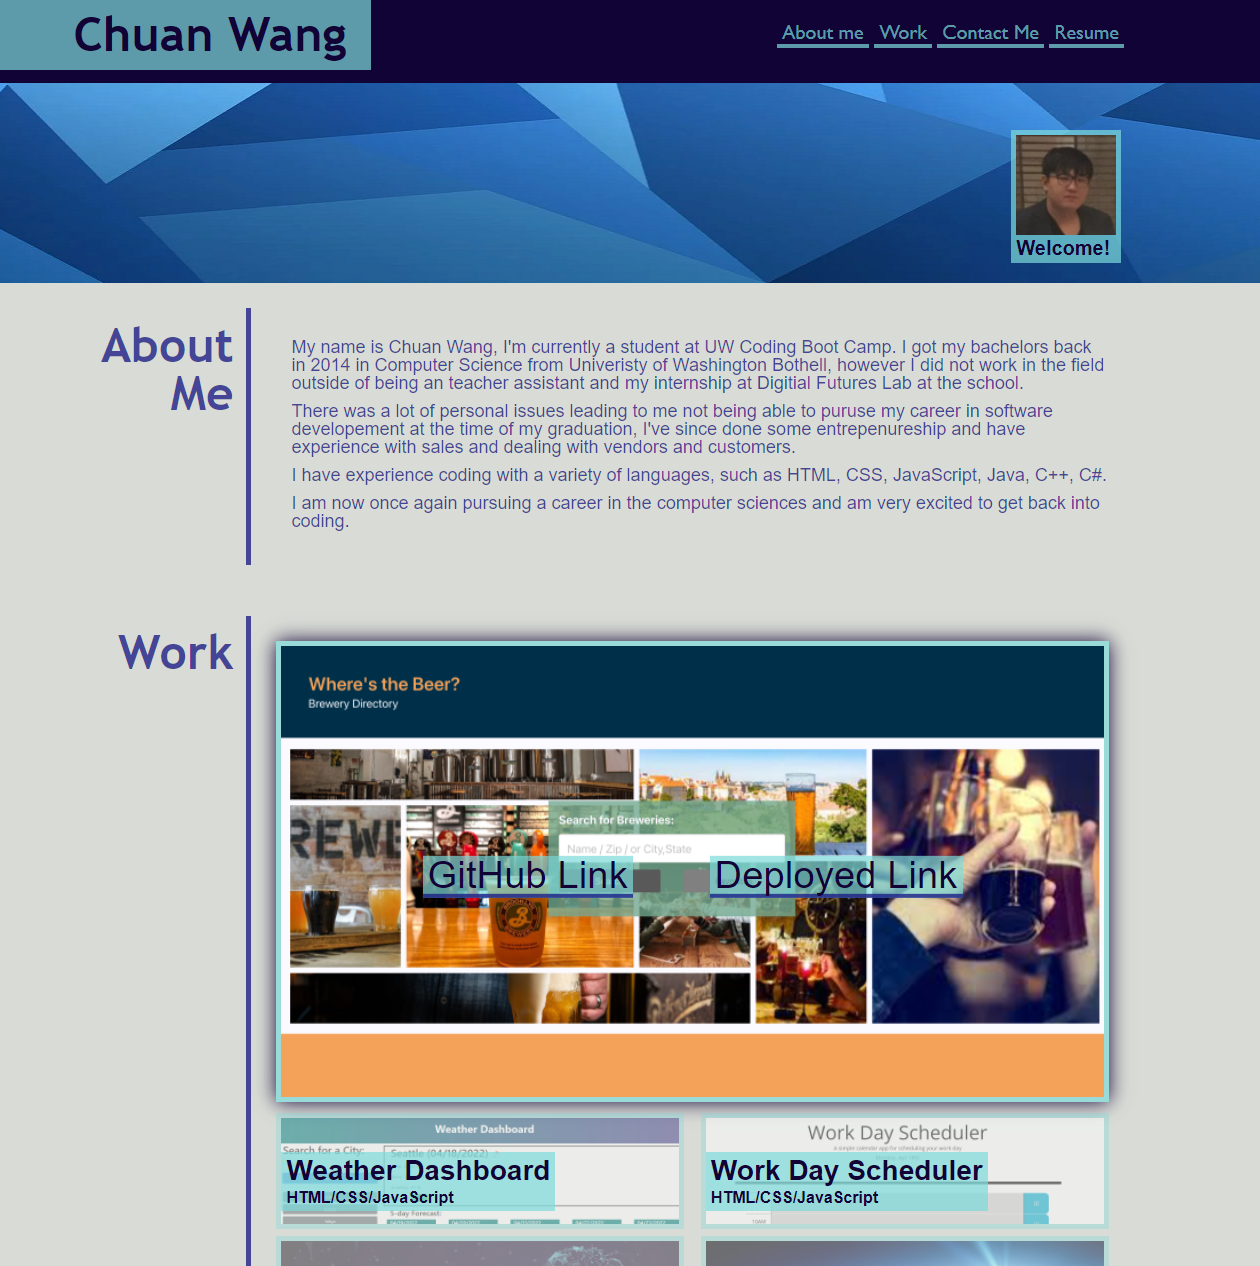 Chuan Wang
About me Work Contact Me Resume
Welcome!
About
Me
My name is Chuan Wang, I'm currently a student at UW Coding Boot Camp. I got my bachelors back
in 2014 in Computer Science from Univeristy of Washington Bothell, however I did not work in the field
outside of being an teacher assistant and my internship at Digitial Futures Lab at the school.
There was a lot of personal issues leading to me not being able to puruse my career in software
developement at the time of my graduation, I've since done some entrepenureship and have
experience with sales and dealing with vendors and customers.
I have experience coding with a variety of languages, such as HTML, CSS, JavaScript, Java, C++, C#.
I am now once again pursuing a career in the computer sciences and am very excited to get back into
coding.
Work
Where's the Beer?
Brewery Directory
Search for Breweries:
Name / Zip / or City,State
GitHub Link Deployed Link
Weather Dashboard
Search for a City:
Seattle (04/18/2022)
Weather Dashboard
HTML/CSS/JavaScript
5-day Forecast:
Work Day Scheduler
A simple calendar app for scheduling your work day
Work Day Scheduler
HTML/CSS/JavaScript
10AM